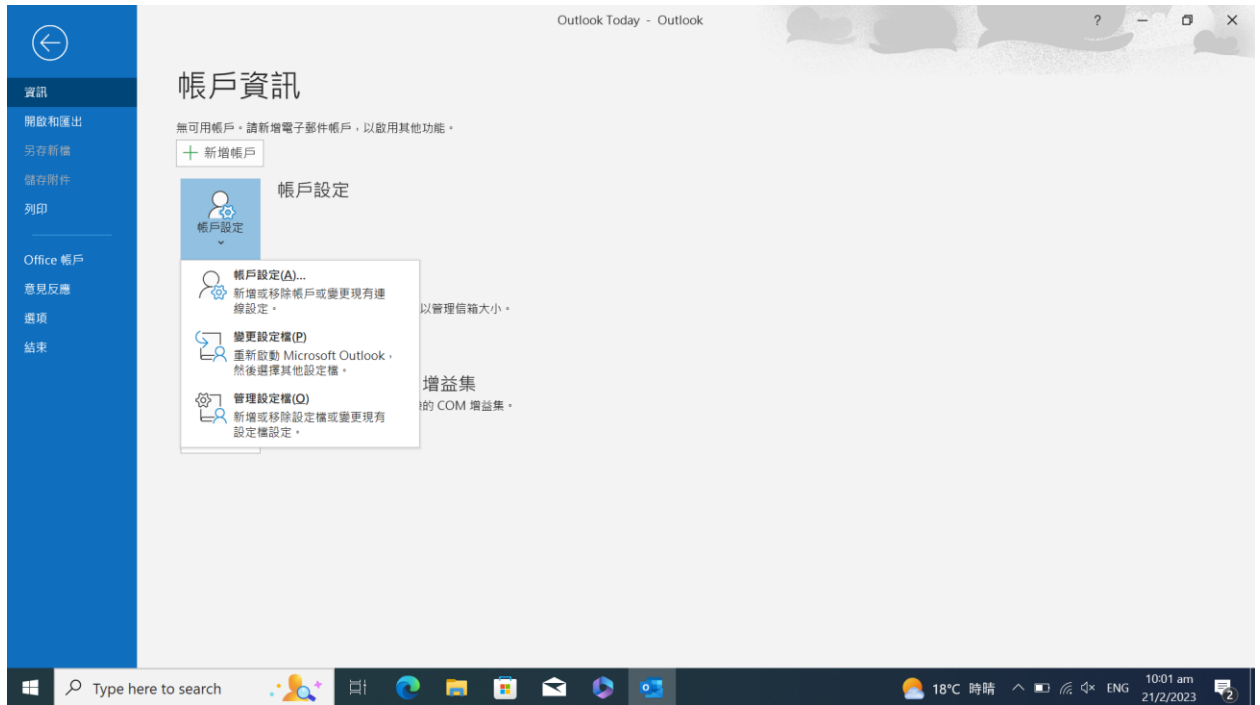 Outlook Today - Outlook
?
資訊
開啟和匯出
另存新檔
儲存附件
列印
Office 帳戶
意見反應
選項
結束
帳戶資訊
無可用帳戶。請新增電子郵件帳戶，以啟用其他功能。
新增帳戶
帳戶設定
帳戶設定
帳戶設定(A)...
新增或移除帳戶或變更現有連
線設定。
以管理信箱大小。
變更設定檔(P)
重新啟動 Microsoft Outlook，
然後選擇其他設定檔。
增益集
管理設定檔(O)
的 COM 增益集。
新增或移除設定檔或變更現有
設定檔設定。
Type here to search
18°C 時晴
ENG
10:01 am
21/2/2023
2